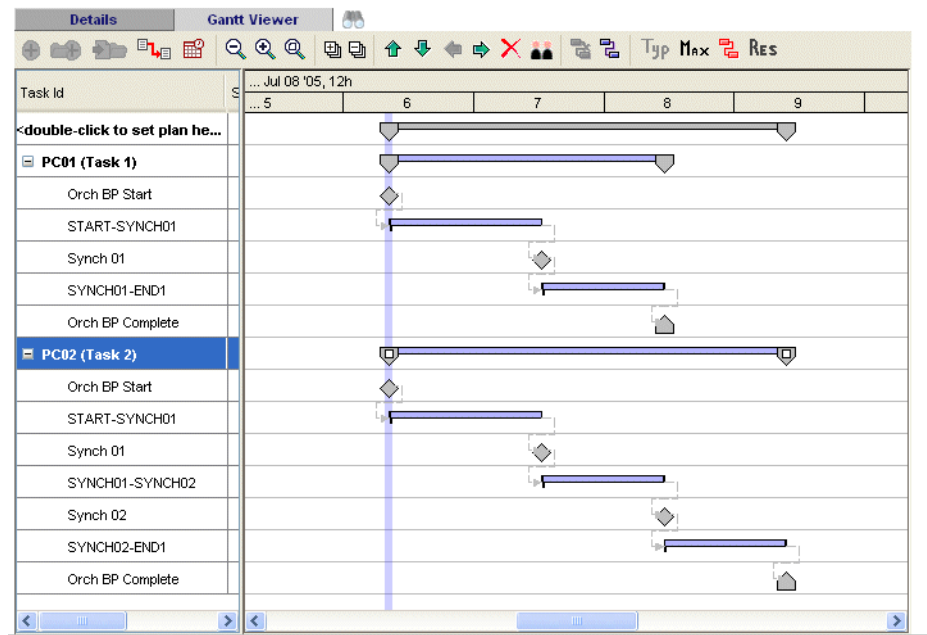 Details
Gantt Viewer
Typ MAX RES
Task Id
S
... Jul 08 '05, 12h
... 5 6 7 8 9
<double-click to set plan he...
PC01 (Task 1)
Orch BP Start
START-SYNCH01
Synch 01
SYNCH01-END1
Orch BP Complete
PC02 (Task 2)
Orch BP Start
START-SYNCH01
Synch 01
SYNCH01-SYNCH02
Synch 02
SYNCH02-END1
Orch BP Complete